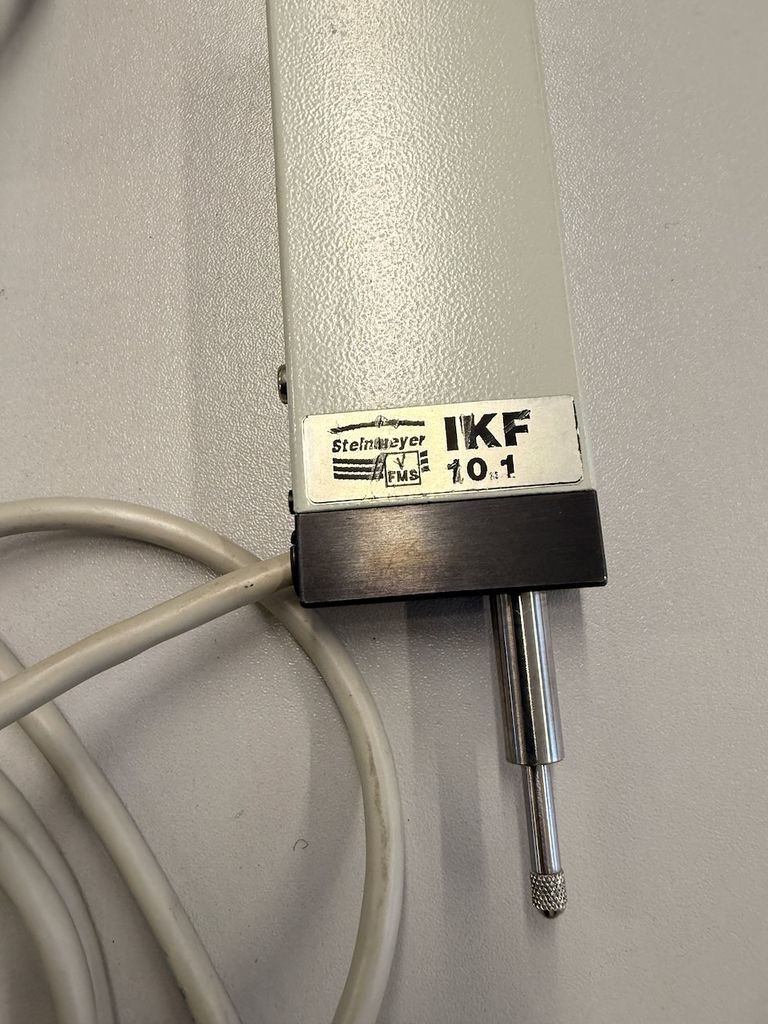 Steinmeyer
FMS
IKF
10.1